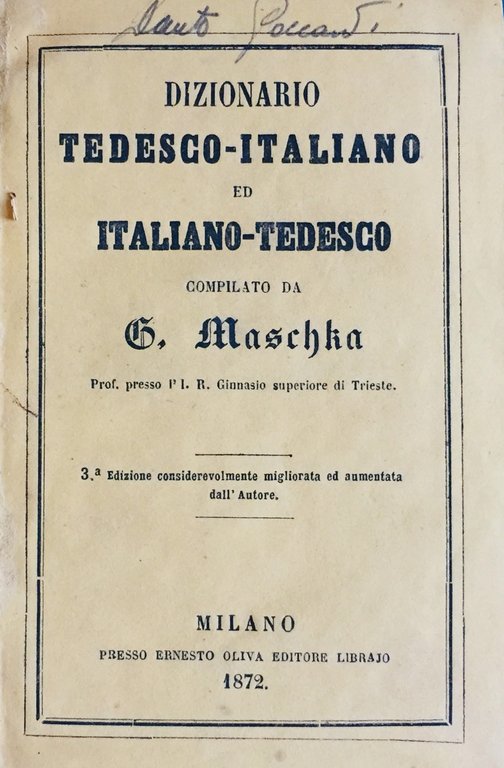 DIZIONARIO
TEDESCO-ITALIANO
ED
ITALIANO-TEDESCO
COMPILATO DA
G. Maschka
Prof. presso l' I. R. Ginnasio superiore di Trieste.
3.ª Edizione considerevolmente migliorata ed aumentata
dall' Autore.
MILANO
PRESSO ERNESTO OLIVA EDITORE LIBRAJO
1872.